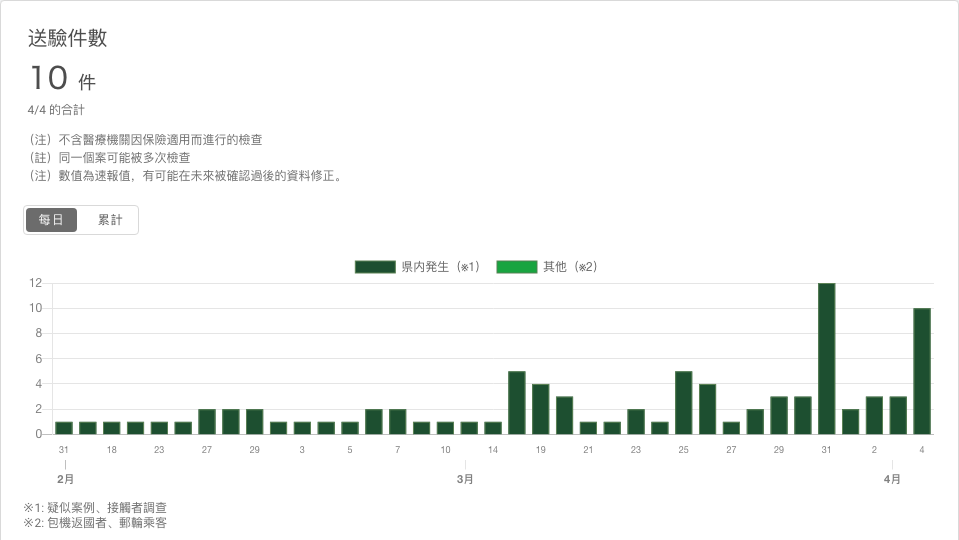 送驗件數
10 件
4/4 的合計
（注）不含醫療機關因保險適用而進行的檢查
（註）同一個案可能被多次檢查
（注）數值為速報值，有可能在未來被確認過後的資料修正。
每日 累計
県内発生（※1） 其他（※2）
12
10
8
6
4
2
0
31 18 23 27 29 3 5 7 10 14 19 21 23 25 27 29 31 2 4
2月 3月 4月
※1: 疑似案例、接觸者調查
※2: 包機返國者、郵輪乘客